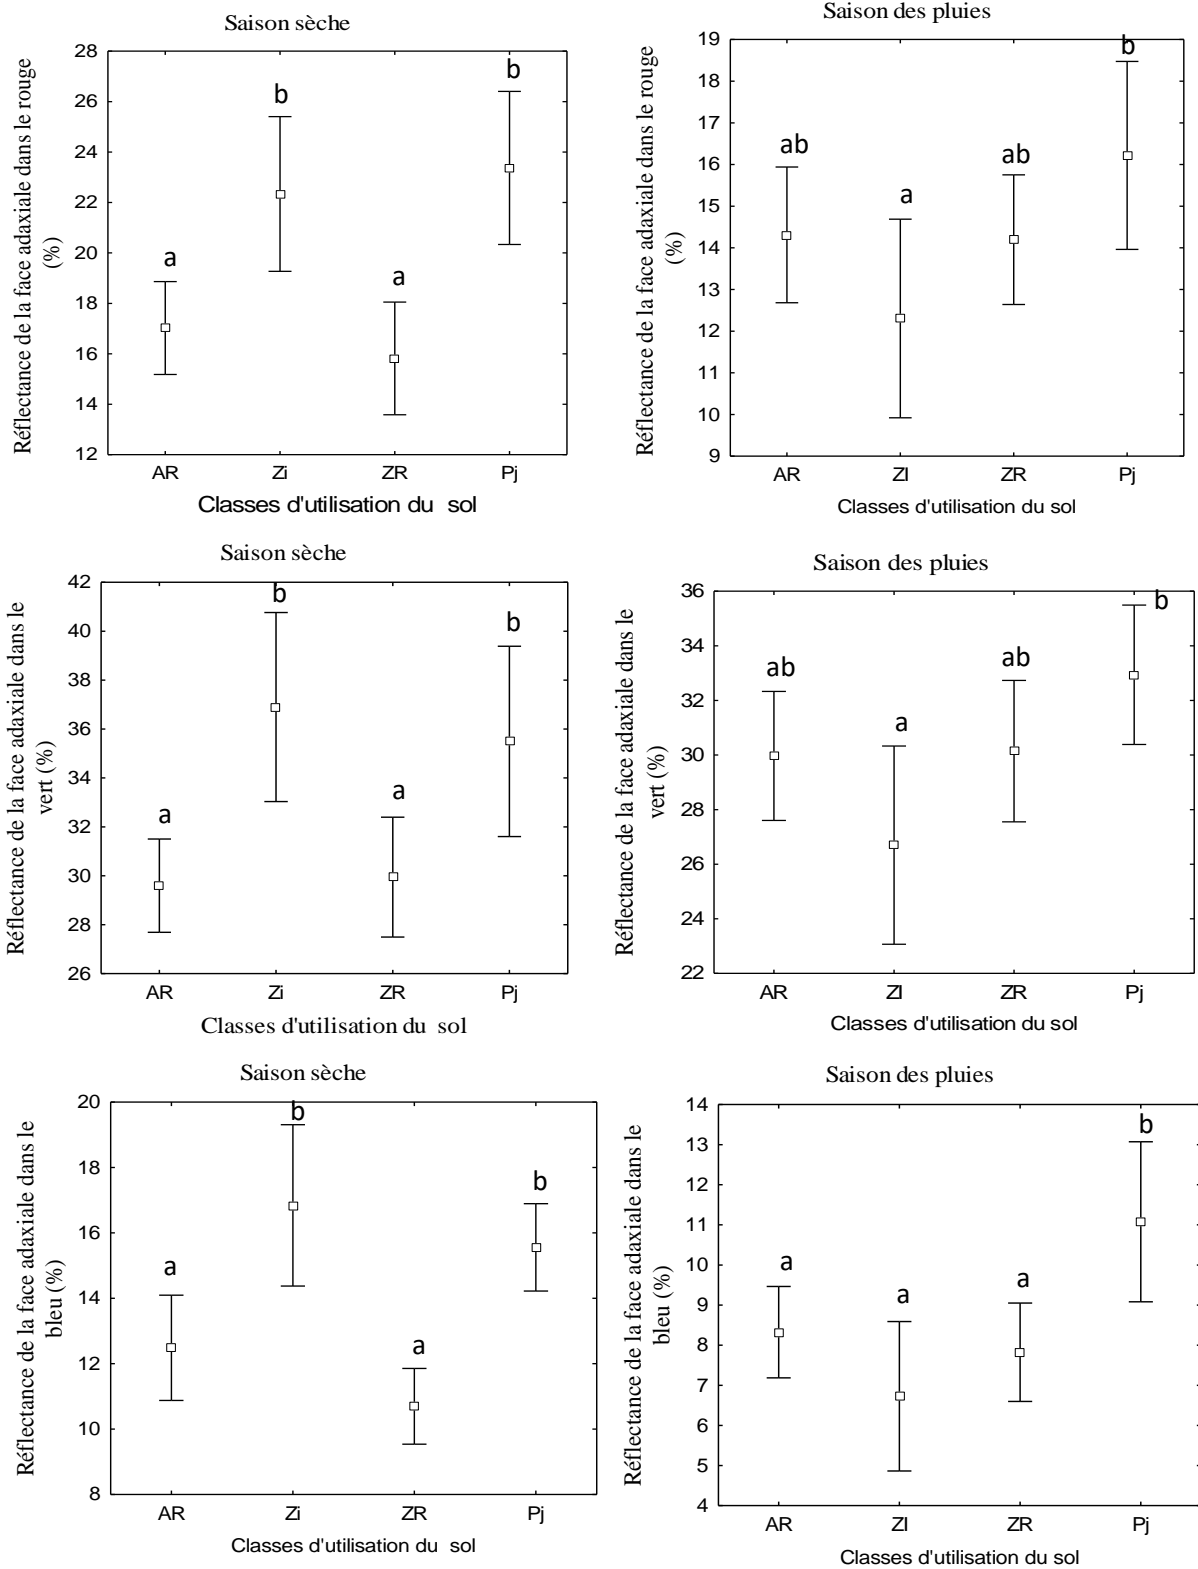 Saison sèche
Réflectance de la face adaxiale dans le rouge
(%)
28
26
24
22
20
18
16
14
12
a
b
a
b
AR
Zi
ZR
Pj
Classes d'utilisation du sol
Saison des pluies
Réflectance de la face adaxiale dans le rouge
(%)
19
18
17
16
15
14
13
12
11
10
9
ab
a
ab
b
AR
ZI
ZR
Pj
Classes d'utilisation du sol
Saison sèche
Réflectance de la face adaxiale dans le
vert (%)
42
40
38
36
34
32
30
28
26
a
b
a
b
AR
Zi
ZR
Pj
Classes d'utilisation du sol
Saison des pluies
Réflectance de la face adaxiale dans le
vert (%)
36
34
32
30
28
26
24
22
ab
a
ab
b
AR
ZI
ZR
Pj
Classes d'utilisation du sol
Saison sèche
Réflectance de la face adaxiale dans le
bleu (%)
20
18
16
14
12
10
8
a
b
a
b
AR
Zi
ZR
Pj
Classes d'utilisation du sol
Saison des pluies
Réflectance de la face adaxiale dans le
bleu (%)
14
13
12
11
10
9
8
7
6
5
4
a
a
a
b
AR
ZI
ZR
Pj
Classes d'utilisation du sol